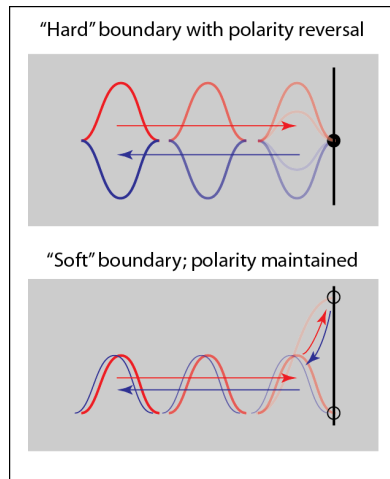 “Hard” boundary with polarity reversal
“Soft” boundary; polarity maintained